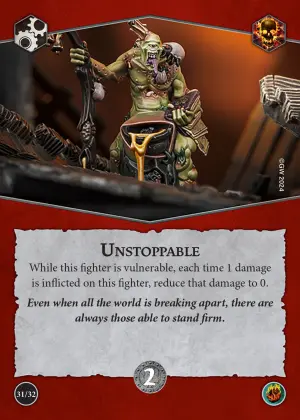 ©GW 2024
UNSTOPPABLE
While this fighter is vulnerable, each time 1 damage
is inflicted on this fighter, reduce that damage to 0.
Even when all the world is breaking apart, there are
always those able to stand firm.
2
31/32